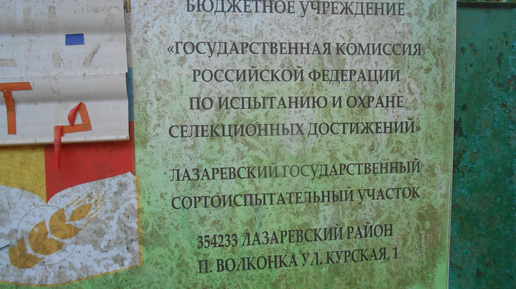 БЮДЖЕТНОЕ УЧРЕЖДЕНИЕ
«ГОСУДАРСТВЕННАЯ КОМИССИЯ
РОССИЙСКОЙ ФЕДЕРАЦИИ
ПО ИСПЫТАНИЮ И ОХРАНЕ
СЕЛЕКЦИОННЫХ ДОСТИЖЕНИЙ»
ЛАЗАРЕВСКИЙ ГОСУДАРСТВЕННЫЙ
СОРТОИСПЫТАТЕЛЬНЫЙ УЧАСТОК
354233 ЛАЗАРЕВСКИЙ РАЙОН
П. ВОЛКОНКА УЛ. КУРСКАЯ, 1